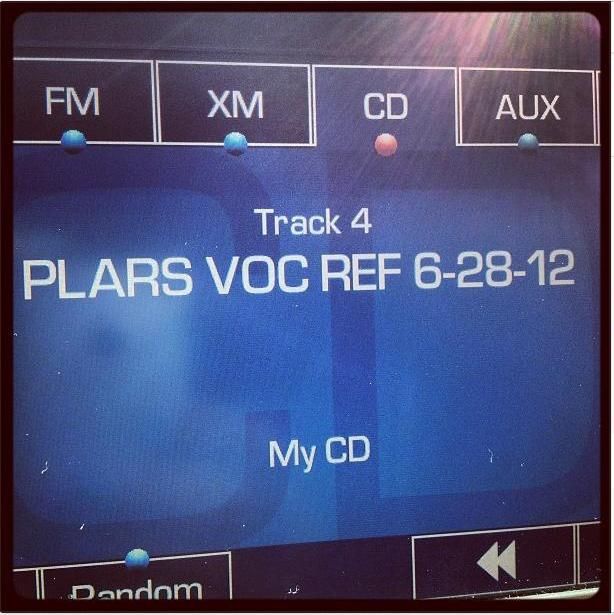 FM XM CD AUX
Track 4
PLARS VOC REF 6-28-12
My CD
Random